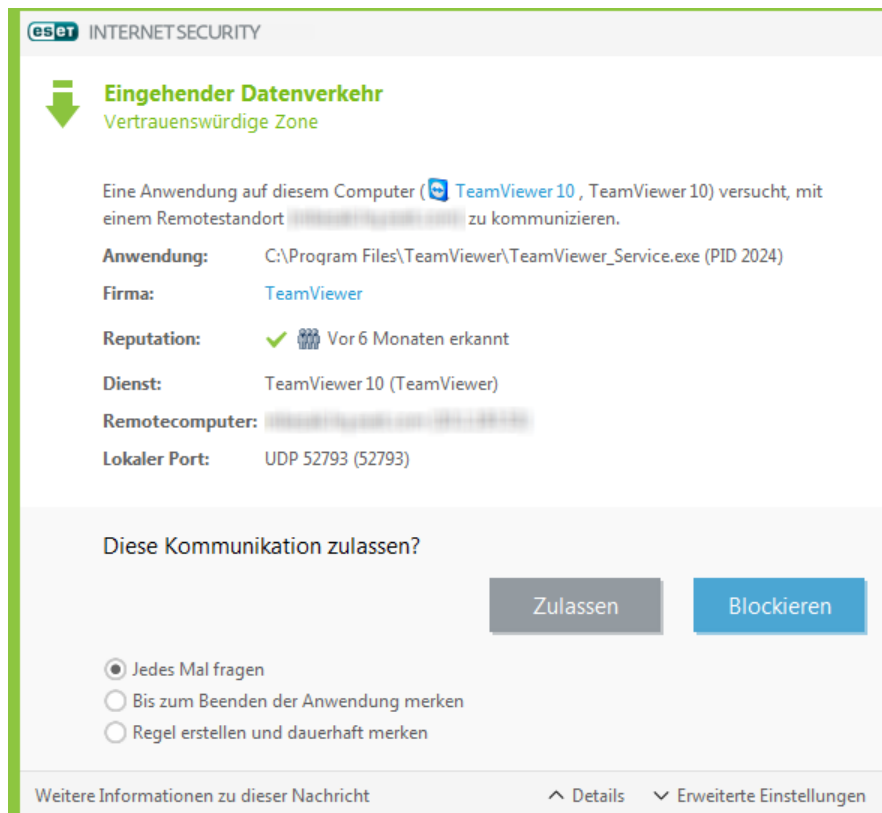 eset INTERNET SECURITY
Eingehender Datenverkehr
Vertrauenswürdige Zone
Eine Anwendung auf diesem Computer ( TeamViewer 10 , TeamViewer 10) versucht, mit
einem Remotestandort zu kommunizieren.
Anwendung: C:\Program Files\TeamViewer\TeamViewer_Service.exe (PID 2024)
Firma: TeamViewer
Reputation: Vor 6 Monaten erkannt
Dienst: TeamViewer 10 (TeamViewer)
Remotecomputer:
Lokaler Port: UDP 52793 (52793)
Diese Kommunikation zulassen?
Zulassen Blockieren
Jedes Mal fragen
Bis zum Beenden der Anwendung merken
Regel erstellen und dauerhaft merken
Weitere Informationen zu dieser Nachricht Details Erweiterte Einstellungen